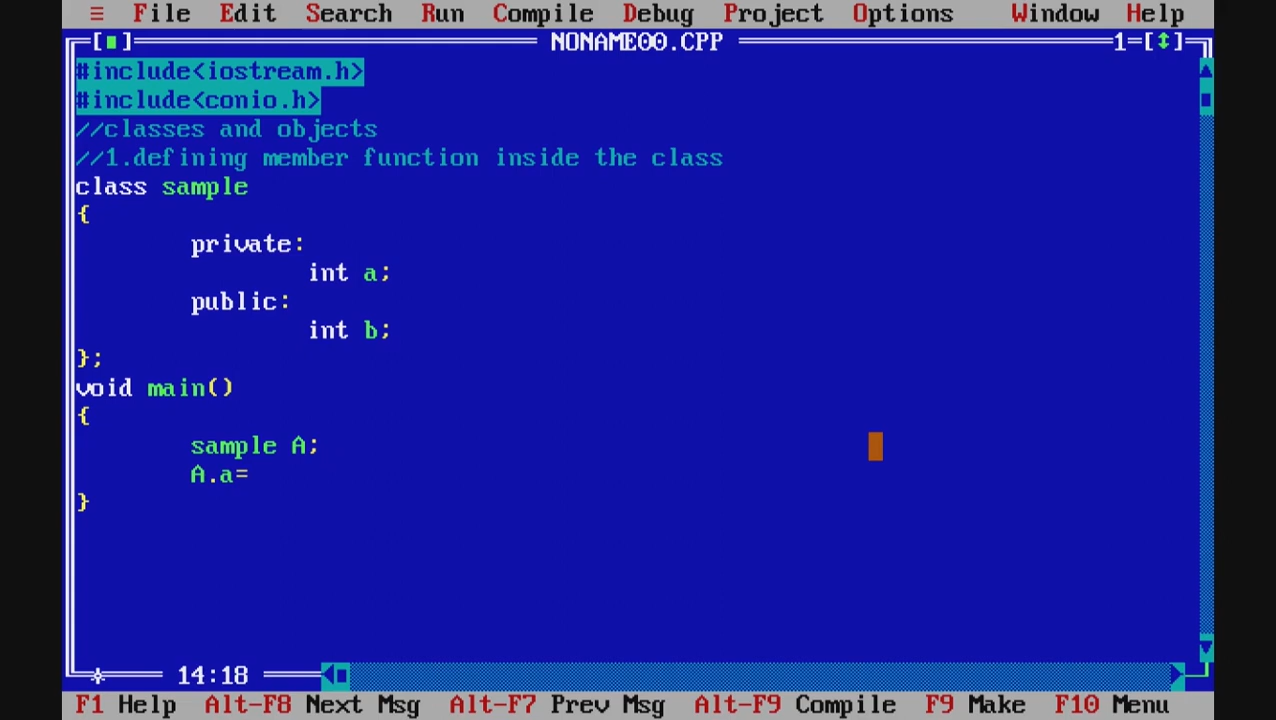 ≡ File Edit Search Run Compile Debug Project Options Window Help
[■] NONAME00.CPP 1=[↕]
#include<iostream.h>
#include<conio.h>
//classes and objects
//1.defining member function inside the class
class sample
{
private:
int a;
public:
int b;
};
void main()
{
sample A;
A.a=
}
14:18
F1 Help Alt-F8 Next Msg Alt-F7 Prev Msg Alt-F9 Compile F9 Make F10 Menu